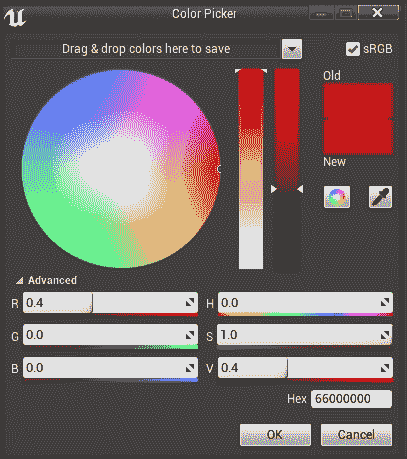 Color Picker
Drag & drop colors here to save
sRGB
Old
New
Advanced
R 0.4
H 0.0
G 0.0
S 1.0
B 0.0
V 0.4
Hex 66000000
OK
Cancel